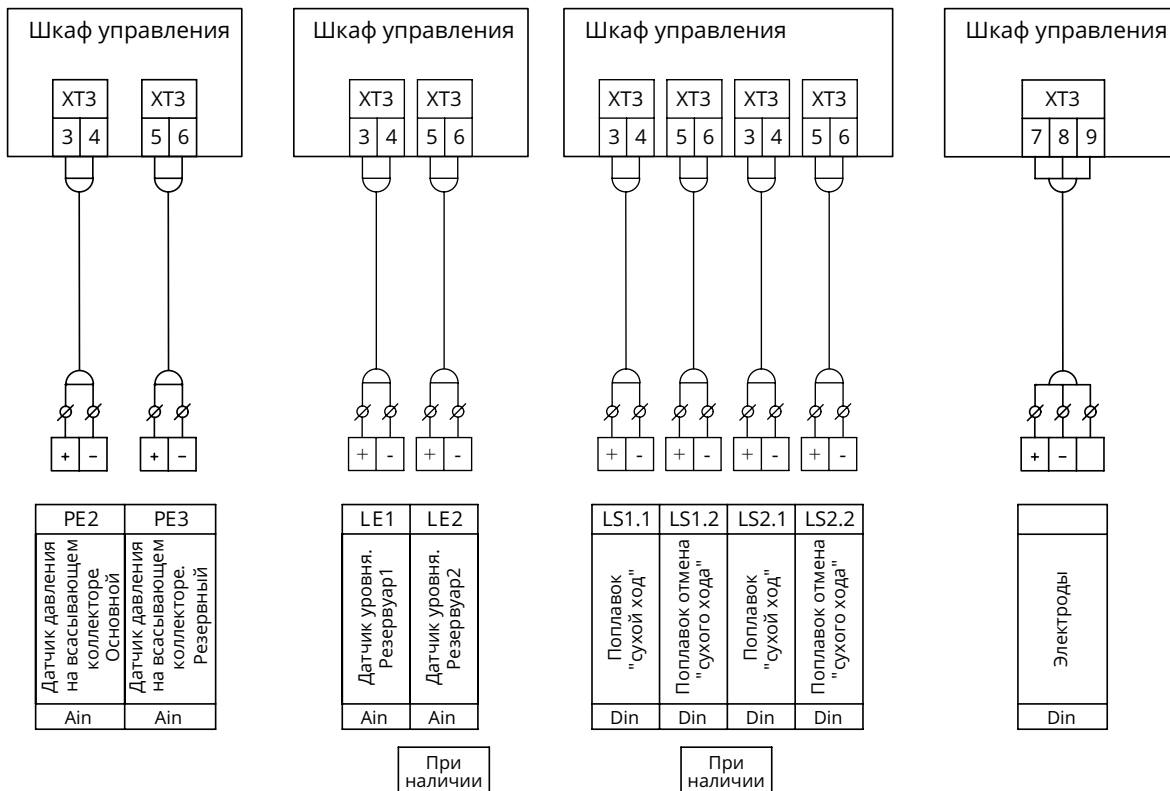 Шкаф управления
XT3
3 4
XT3
5 6
+ –
+ –
PE2
PE3
Датчик давления
на всасывающем
коллекторе.
Основной
Датчик давления
на всасывающем
коллекторе.
Резервный
Ain
Ain
Шкаф управления
XT3
3 4
XT3
5 6
+ -
+ -
LE1
LE2
Датчик уровня.
Резервуар1
Датчик уровня.
Резервуар2
Ain
Ain
При
наличии
Шкаф управления
XT3
3 4
XT3
5 6
XT3
3 4
XT3
5 6
+ -
+ -
+ -
+ -
LS1.1
LS1.2
LS2.1
LS2.2
Поплавок
"сухой ход"
Поплавок отмена
"сухого хода"
Поплавок
"сухой ход"
Поплавок отмена
"сухого хода"
Din
Din
Din
Din
При
наличии
Шкаф управления
XT3
7 8 9
+ –
Электроды
Din